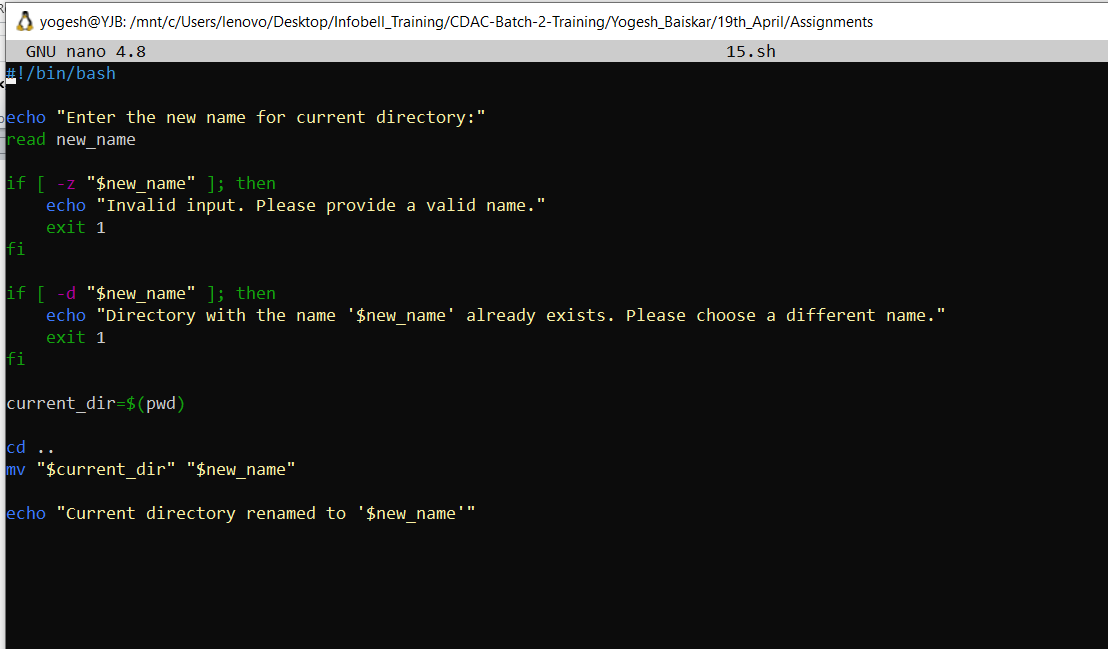 yogesh@YJB: /mnt/c/Users/lenovo/Desktop/Infobell_Training/CDAC-Batch-2-Training/Yogesh_Baiskar/19th_April/Assignments
GNU nano 4.8 15.sh
#!/bin/bash
echo "Enter the new name for current directory:"
read new_name
if [ -z "$new_name" ]; then
    echo "Invalid input. Please provide a valid name."
    exit 1
fi
if [ -d "$new_name" ]; then
    echo "Directory with the name '$new_name' already exists. Please choose a different name."
    exit 1
fi
current_dir=$(pwd)
cd ..
mv "$current_dir" "$new_name"
echo "Current directory renamed to '$new_name'"